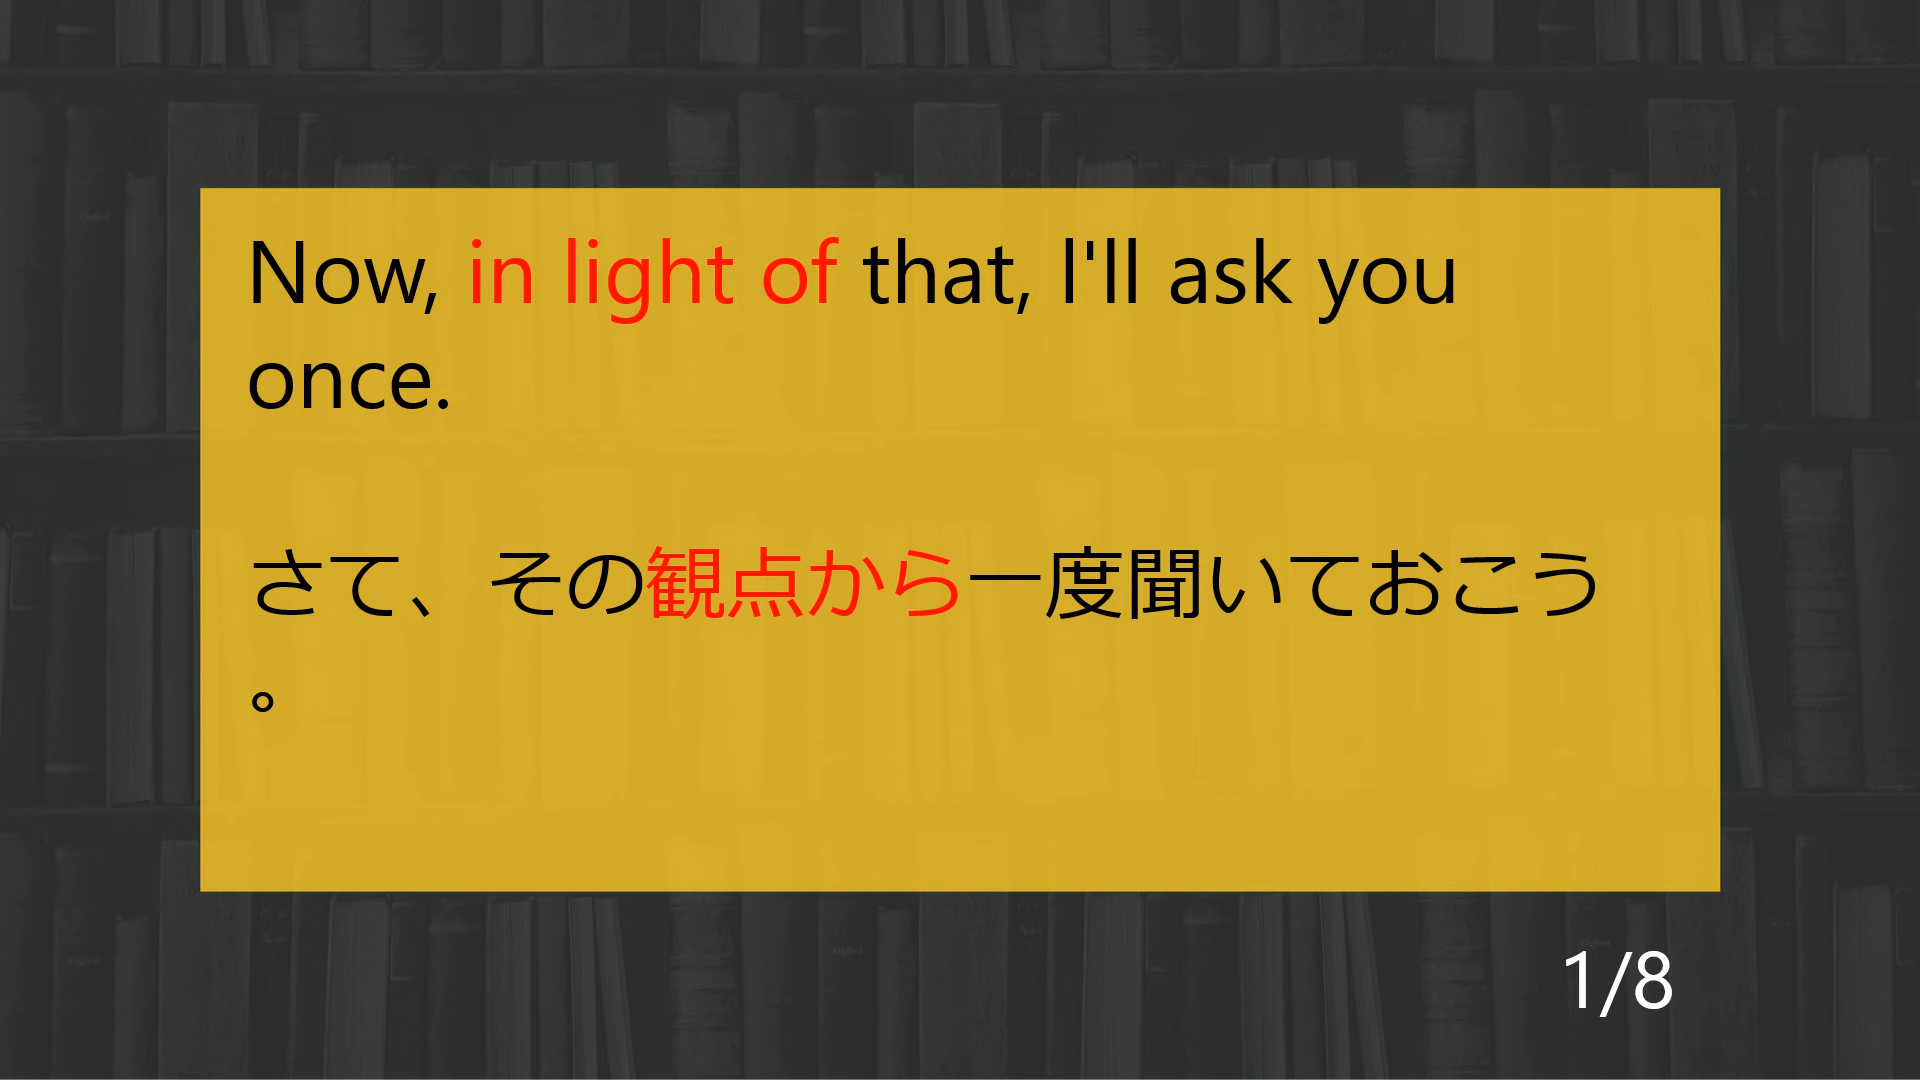 Now, in light of that, I'll ask you
once.
さて、その観点から一度聞いておこう
。
1/8